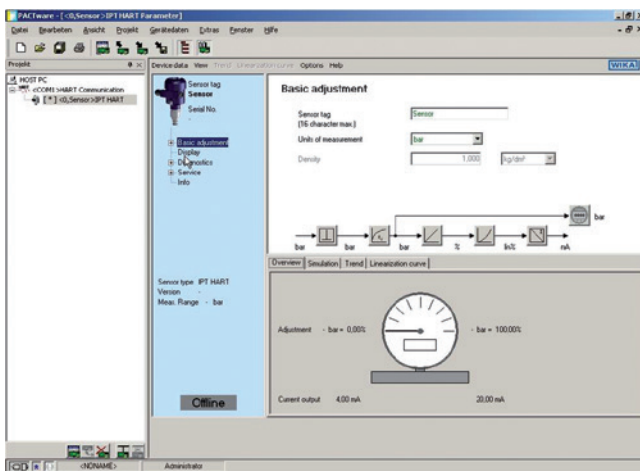 PACTware - [<0,Sensor>IPT HART Parameter]
Datei Bearbeiten Ansicht Projekt Gerätedaten Extras Fenster Hilfe
Projekt
HOST PC
<COM1>HART Communication
[ * ] <0,Sensor>IPT HART
Device data View Trend Linearization curve Options Help
WIKA
Sensor tag
Sensor
Serial No.
-
Basic adjustment
Display
Diagnostics
Service
Info
Sensor type IPT HART
Version -
Meas. Range - bar
Offline
Basic adjustment
Sensor tag Sensor
(16 character max.)
Units of measurement bar
Density 1,000 kg/dm³
bar
bar bar bar % lin% mA
Overview Simulation Trend Linearization curve
Adjustment - bar = 0,00% - bar = 100,00%
Current output 4,00 mA 20,00 mA
<NONAME> Administrator